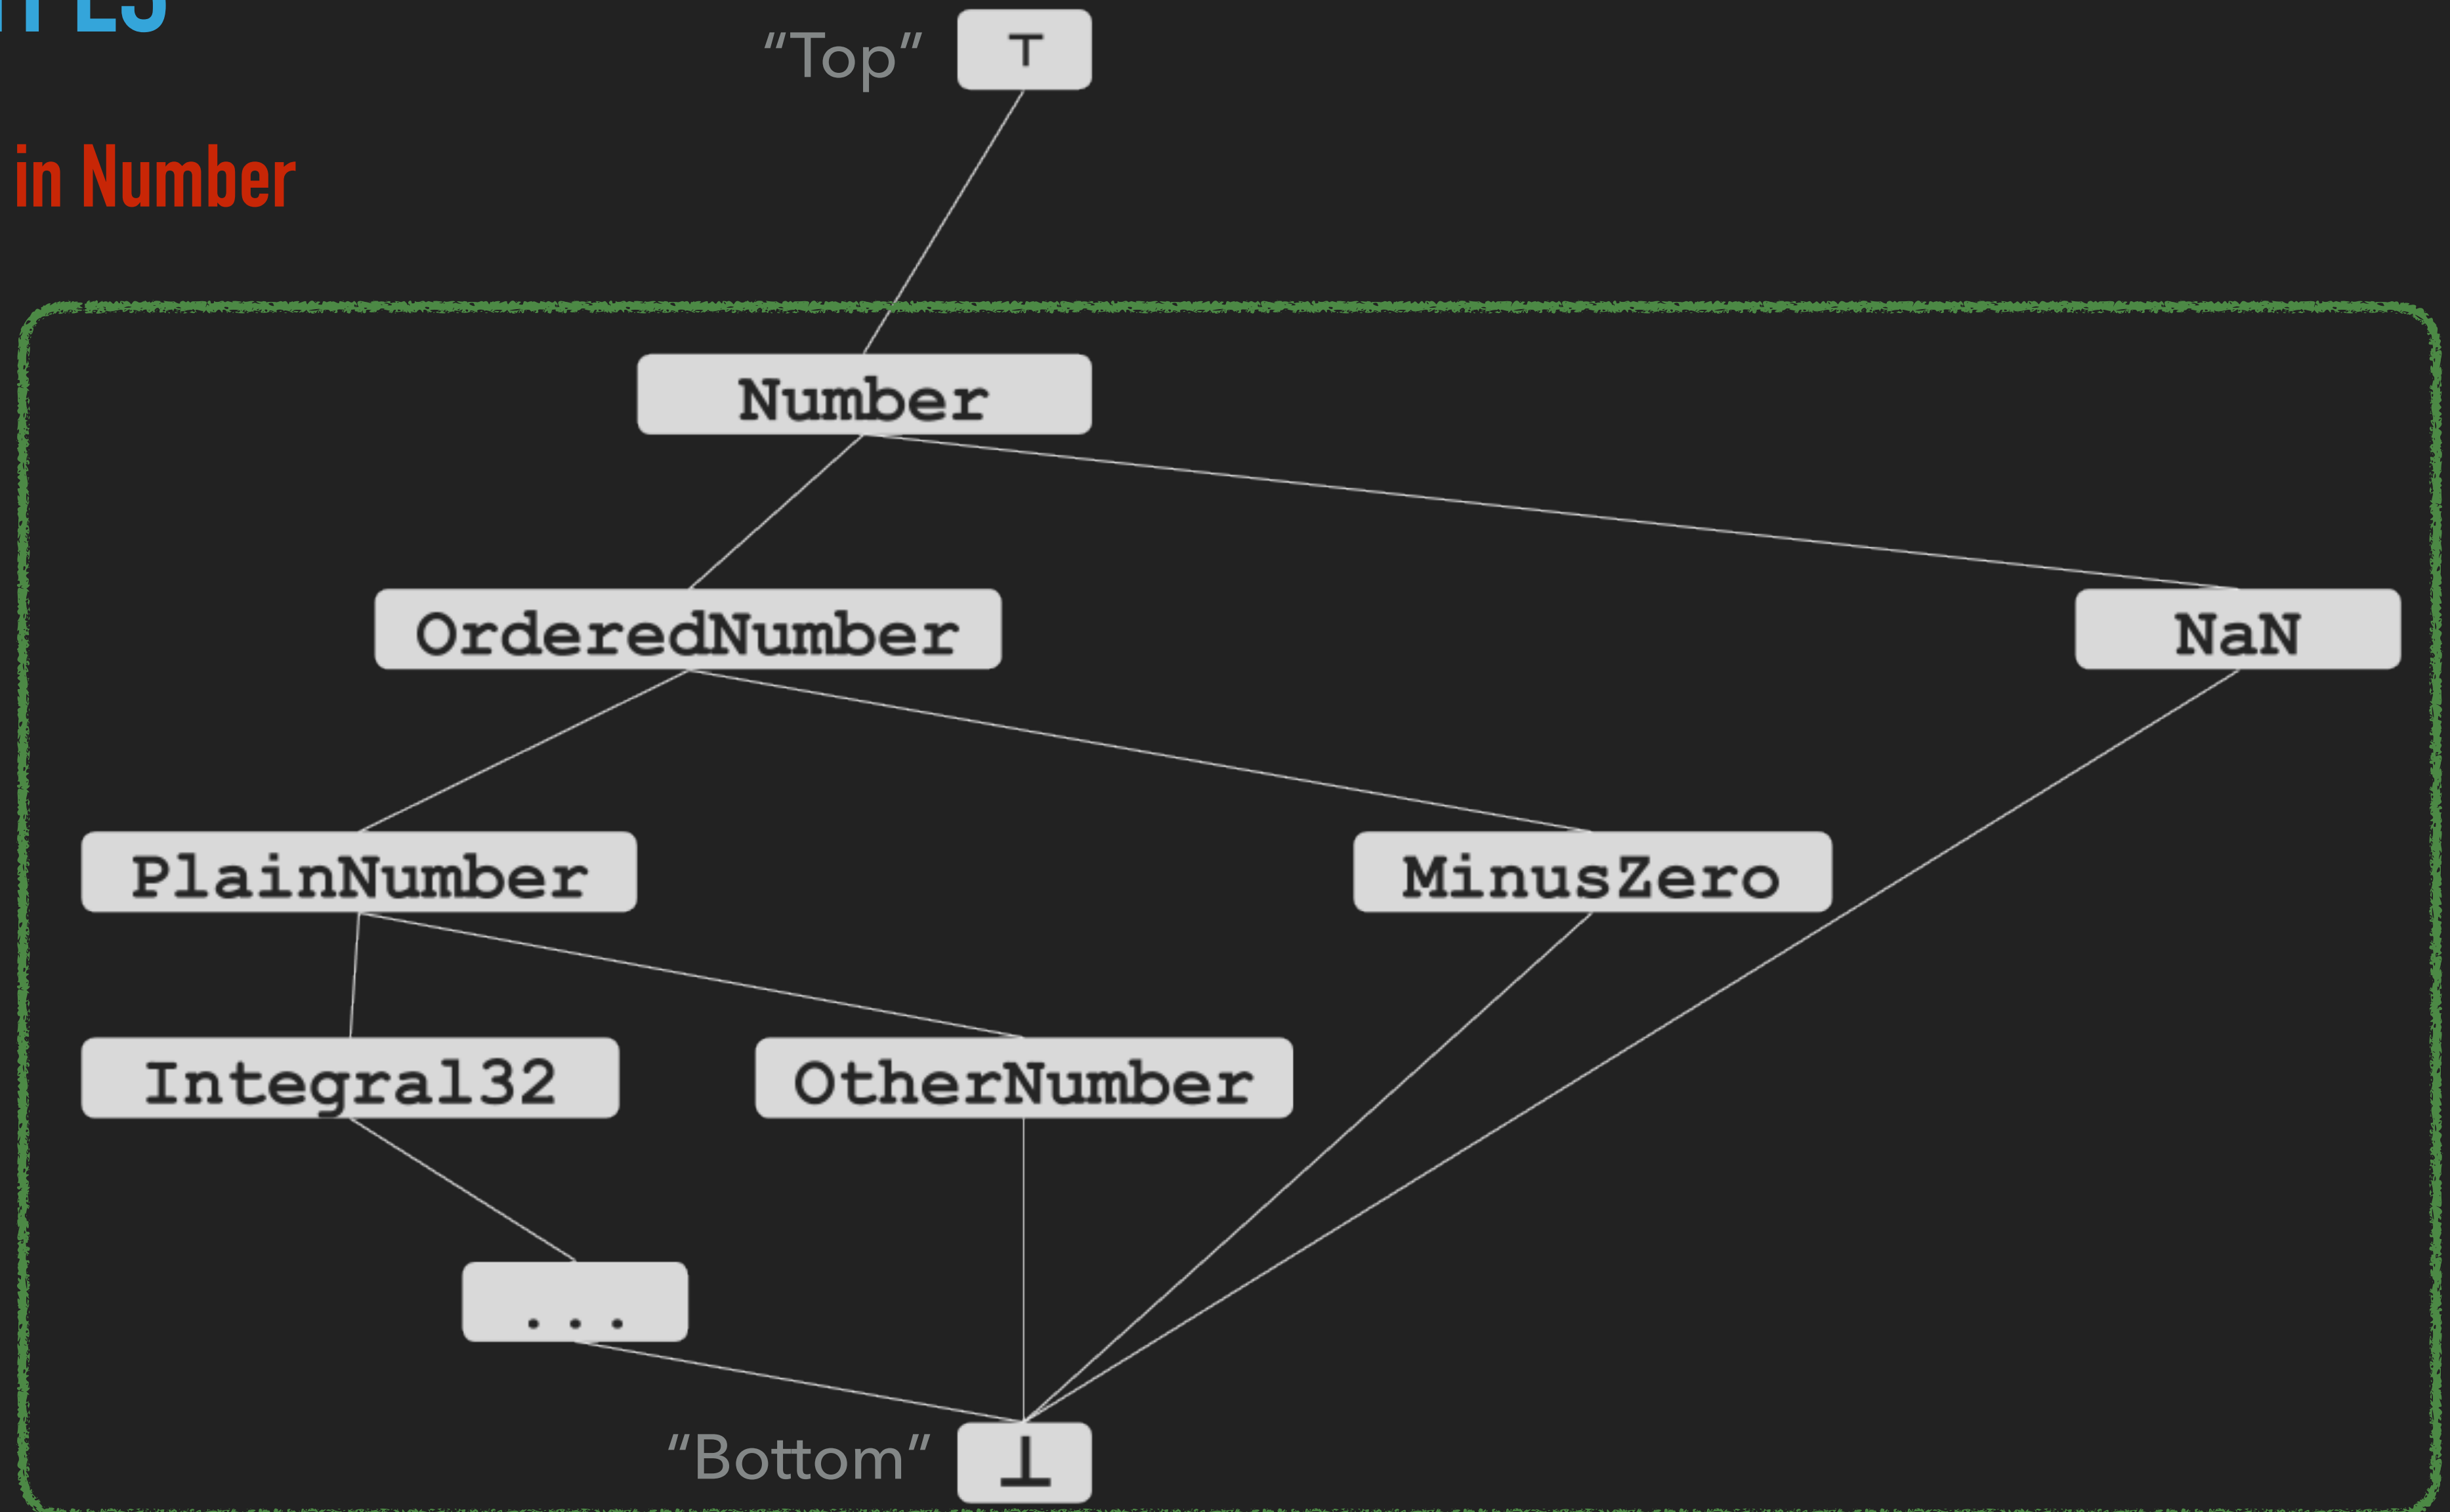 “Top“
T
in Number
Number
OrderedNumber
NaN
PlainNumber
MinusZero
Integral32
OtherNumber
...
“Bottom“
⊥